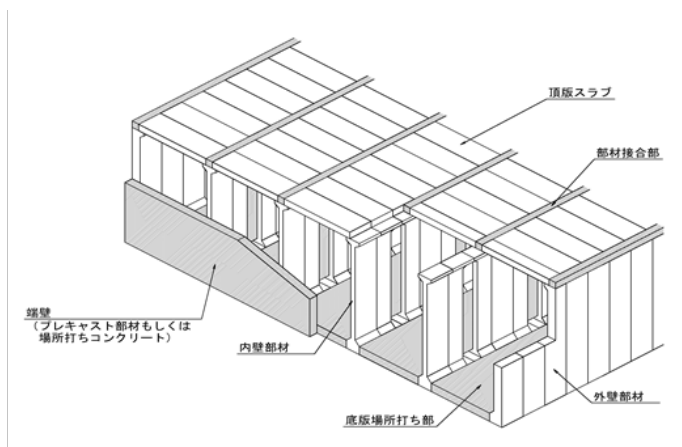 頂版スラブ
部材接合部
端壁
（プレキャスト部材もしくは
場所打ちコンクリート）
内壁部材
外壁部材
底版場所打ち部